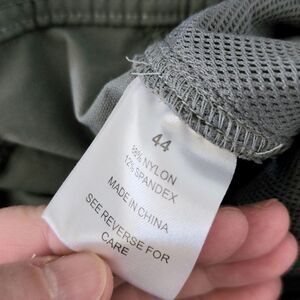 44
88% NYLON
12% SPANDEX
MADE IN CHINA
SEE REVERSE FOR
CARE